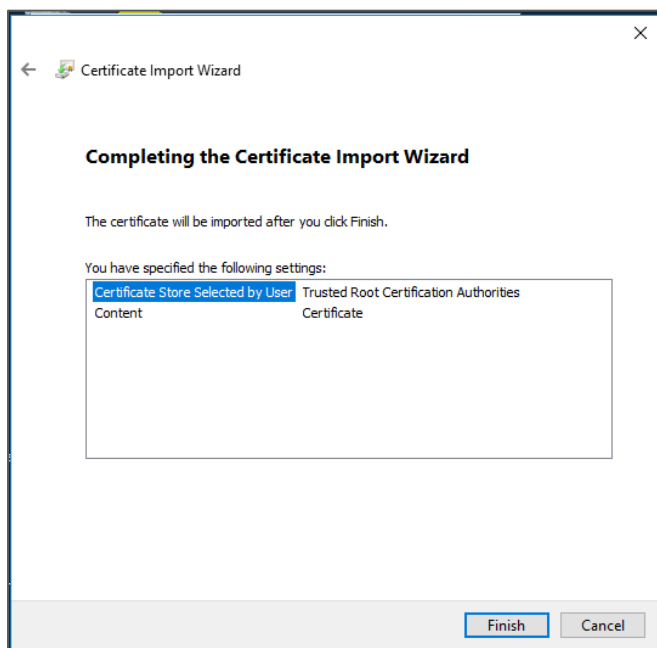 Certificate Import Wizard
Completing the Certificate Import Wizard
The certificate will be imported after you click Finish.
You have specified the following settings:
Certificate Store Selected by User Trusted Root Certification Authorities
Content Certificate
Finish Cancel